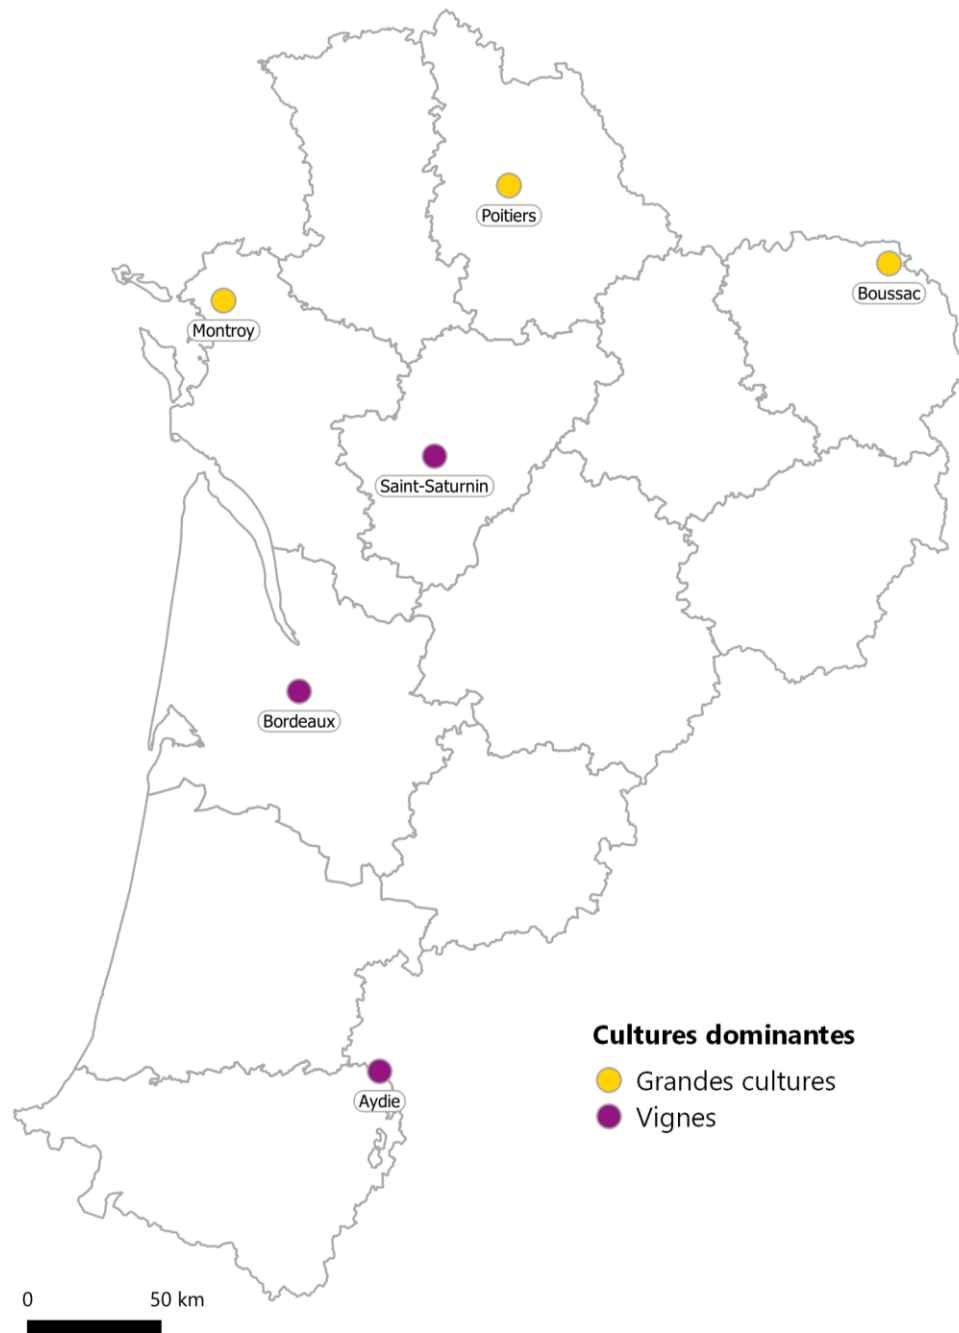 Poitiers
Boussac
Montroy
Saint-Saturnin
Bordeaux
Cultures dominantes
Grandes cultures
Aydie
Vignes
0 50 km